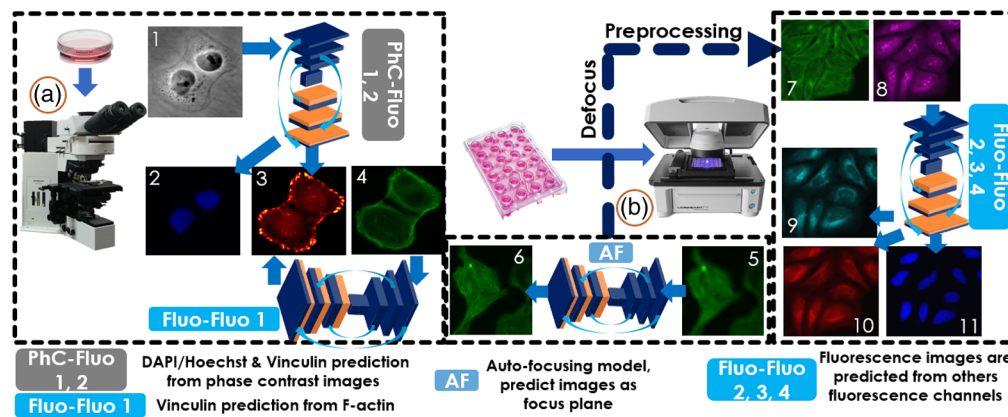 (a)
1
PhC-Fluo
1, 2
2
3
4
Fluo-Fluo 1
Preprocessing
Defocus
(b)
AF
6
5
7
8
Fluo-Fluo
2, 3, 4
9
10
11
PhC-Fluo
1, 2
DAPI/Hoechst & Vinculin prediction
from phase contrast images
Fluo-Fluo 1
Vinculin prediction from F-actin
AF
Auto-focusing model,
predict images as
focus plane
Fluo-Fluo
2, 3, 4
Fluorescence images are
predicted from others
fluorescence channels.